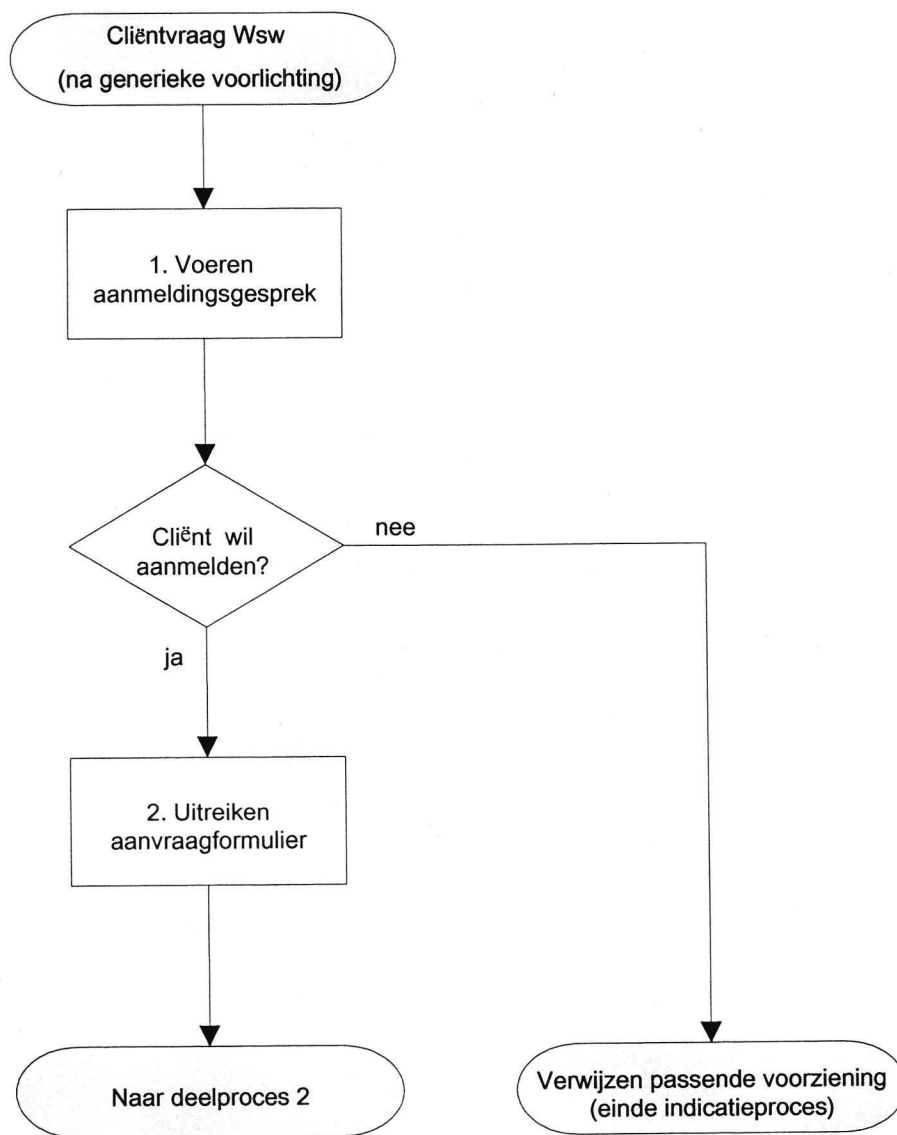 Cliëntvraag Wsw
(na generieke voorlichting)
1. Voeren
aanmeldingsgesprek
Cliënt wil
aanmelden?
nee
ja
2. Uitreiken
aanvraagformulier
Naar deelproces 2
Verwijzen passende voorziening
(einde indicatieproces)